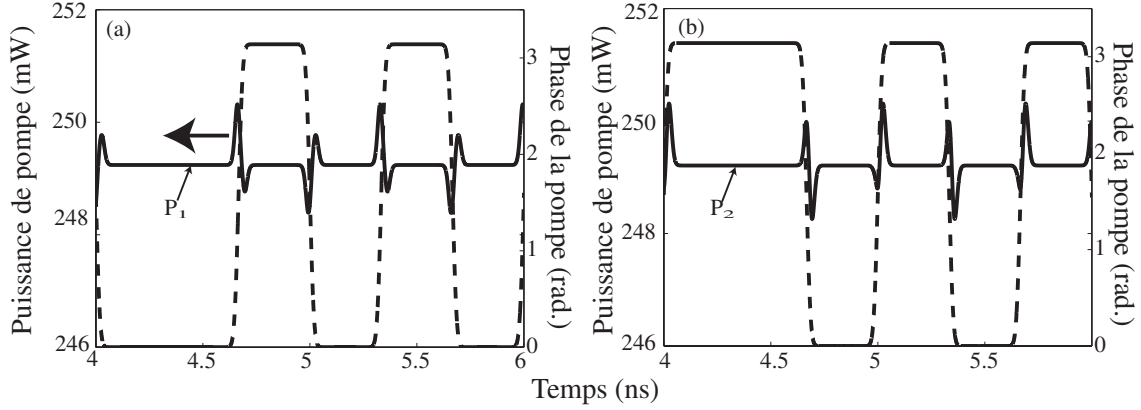 252
250
248
246
Puissance de pompe (mW)
(a)
P1
3
2
1
0
Phase de la pompe (rad.)
4
4.5
5
5.5
6
252
250
248
246
Puissance de pompe (mW)
(b)
P2
3
2
1
0
Phase de la pompe (rad.)
4
4.5
5
5.5
Temps (ns)